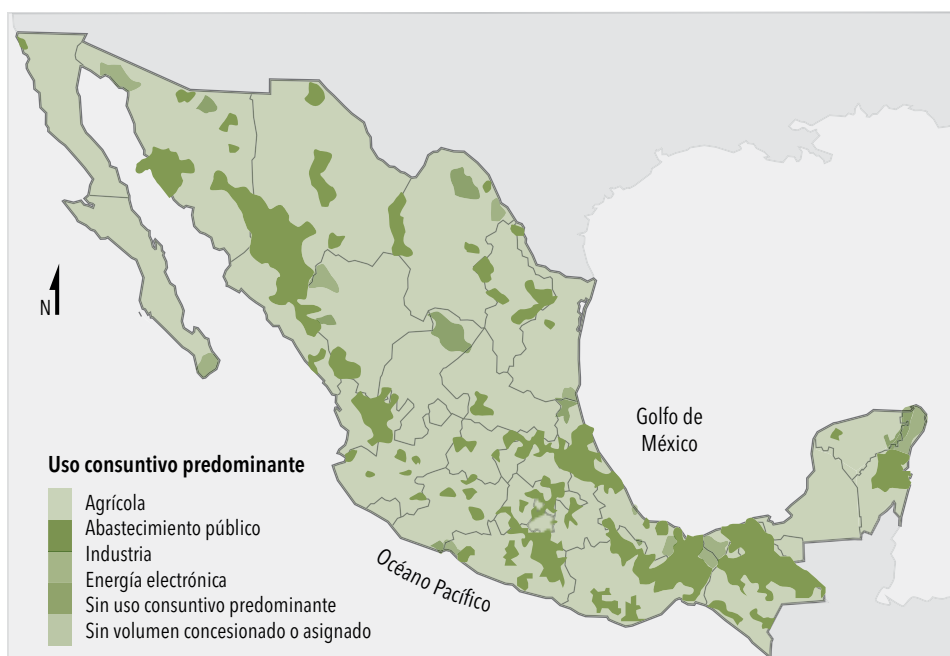 N
Golfo de
México
Océano Pacífico
Uso consuntivo predominante
Agrícola
Abastecimiento público
Industria
Energía electrónica
Sin uso consuntivo predominante
Sin volumen concesionado o asignado